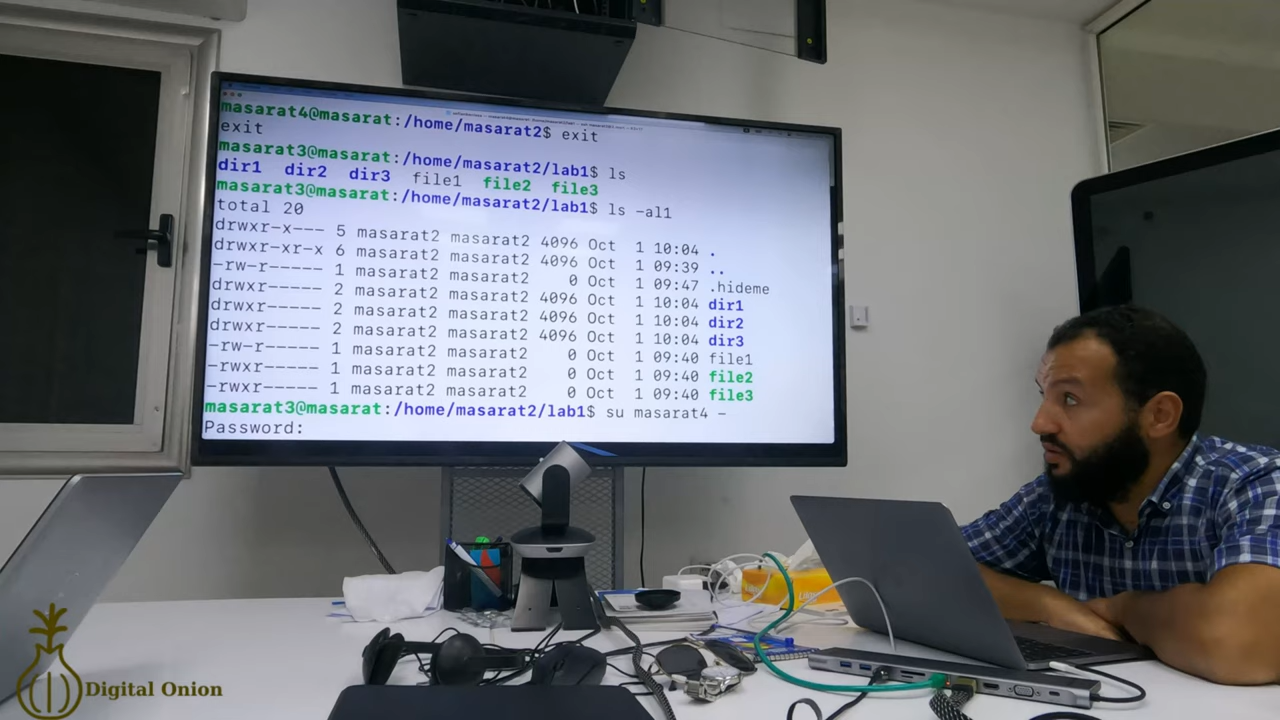 masarat4@masarat:/home/masarat2$ exit
exit
masarat3@masarat:/home/masarat2/lab1$ ls
dir1 dir2 dir3 file1 file2 file3
masarat3@masarat:/home/masarat2/lab1$ ls -al1
total 20
drwxr-x--- 5 masarat2 masarat2 4096 Oct 1 10:04 .
drwxr-xr-x 6 masarat2 masarat2 4096 Oct 1 09:39 ..
-rw-r----- 1 masarat2 masarat2 0 Oct 1 09:47 .hideme
drwxr----- 2 masarat2 masarat2 4096 Oct 1 10:04 dir1
drwxr----- 2 masarat2 masarat2 4096 Oct 1 10:04 dir2
drwxr----- 2 masarat2 masarat2 4096 Oct 1 10:04 dir3
-rw-r----- 1 masarat2 masarat2 0 Oct 1 09:40 file1
-rwxr----- 1 masarat2 masarat2 0 Oct 1 09:40 file2
-rwxr----- 1 masarat2 masarat2 0 Oct 1 09:40 file3
masarat3@masarat:/home/masarat2/lab1$ su masarat4 -
Password:
Digital Onion